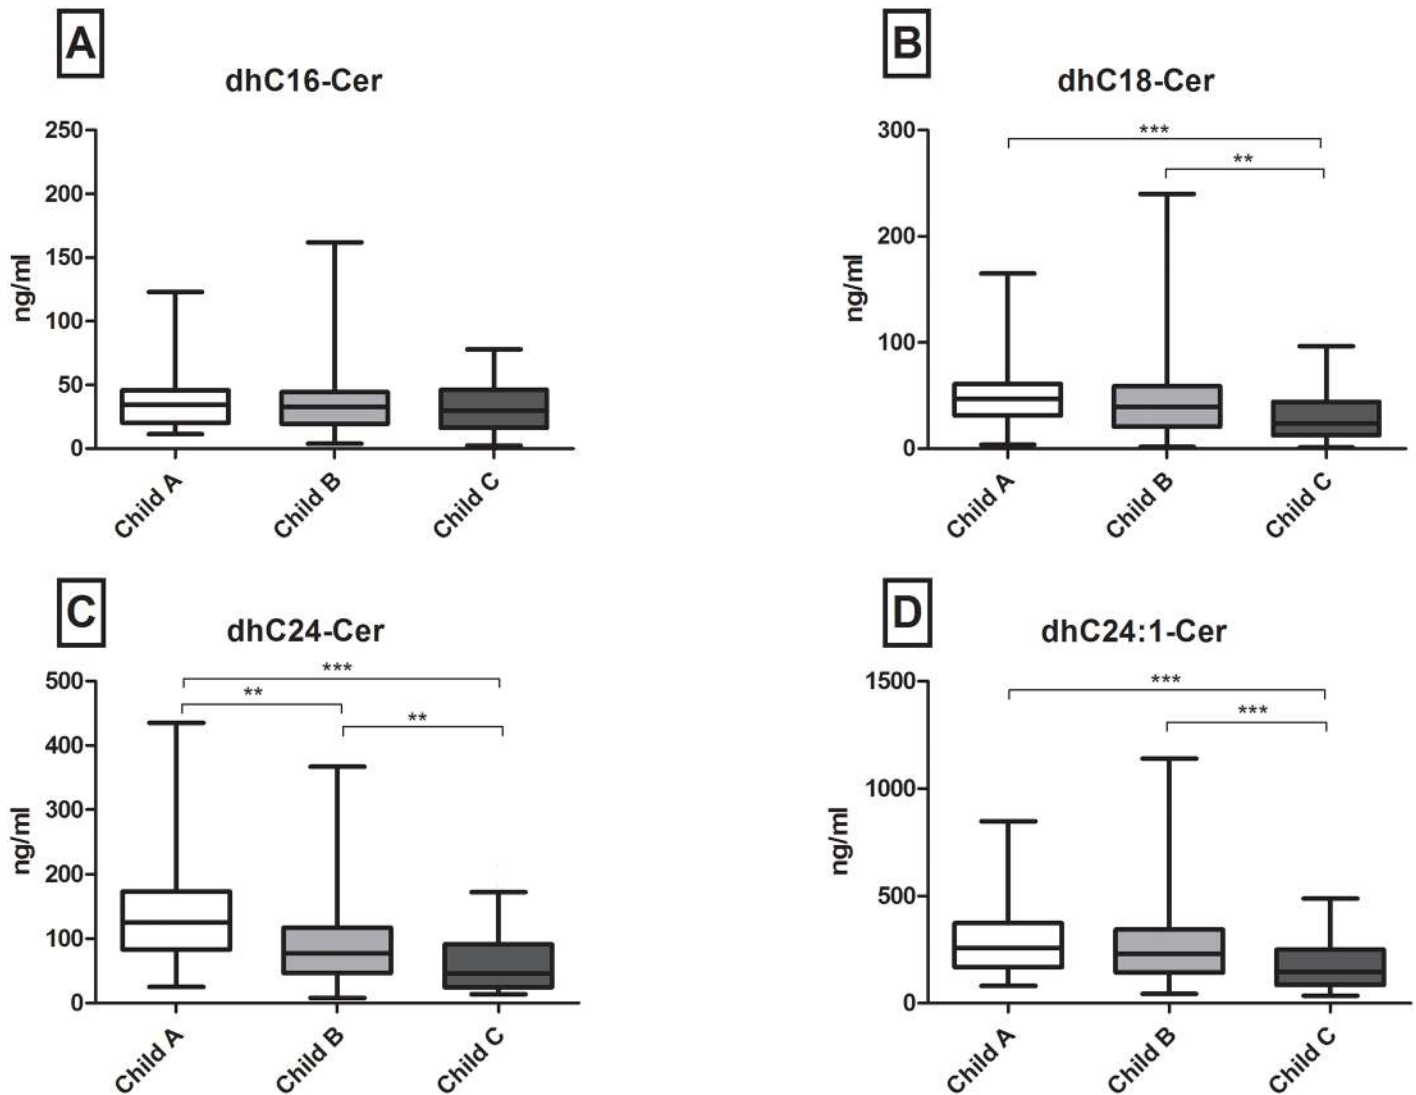 A
dhC16-Cer
250
200
150
100
50
0
ng/ml
Child A
Child B
Child C
B
dhC18-Cer
300
200
100
0
ng/ml
***
**
Child A
Child B
Child C
C
dhC24-Cer
500
400
300
200
100
0
ng/ml
***
**
**
Child A
Child B
Child C
D
dhC24:1-Cer
1500
1000
500
0
ng/ml
***
***
Child A
Child B
Child C